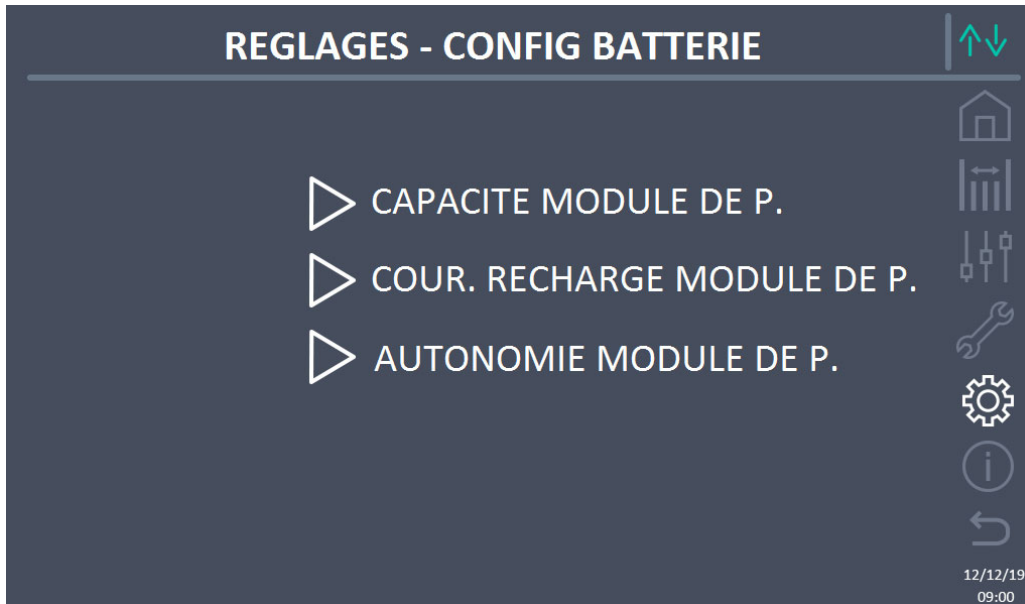 REGLAGES - CONFIG BATTERIE
CAPACITE MODULE DE P.
COUR. RECHARGE MODULE DE P.
AUTONOMIE MODULE DE P.
12/12/19
09:00